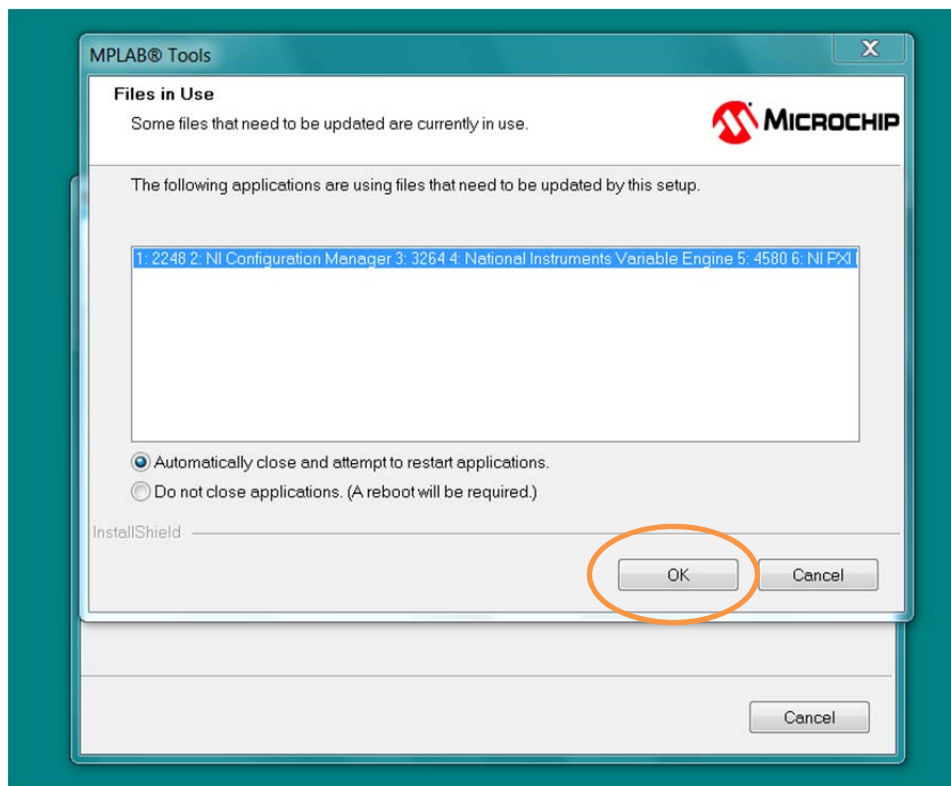 MPLAB® Tools
X
Files in Use
Some files that need to be updated are currently in use.
MICROCHIP
The following applications are using files that need to be updated by this setup.
1: 2248 2: NI Configuration Manager 3: 3264 4: National Instruments Variable Engine 5: 4580 6: NI PXI
Automatically close and attempt to restart applications.
Do not close applications. (A reboot will be required.)
InstallShield
OK Cancel
Cancel